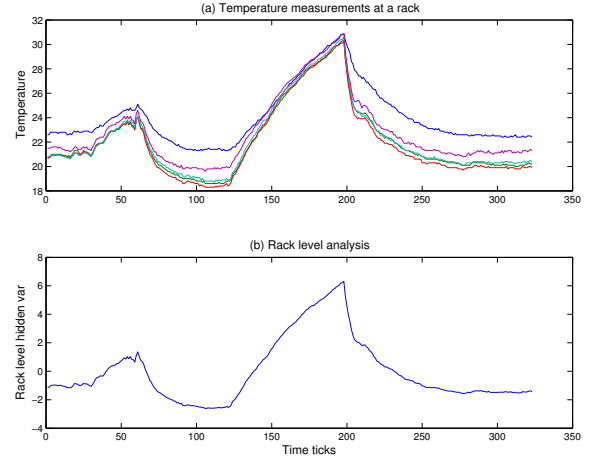 (a) Temperature measurements at a rack
32
30
28
26
24
22
20
18
Temperature
0 50 100 150 200 250 300 350
(b) Rack level analysis
8
6
4
2
0
−2
−4
Rack level hidden var
0 50 100 150 200 250 300 350
Time ticks